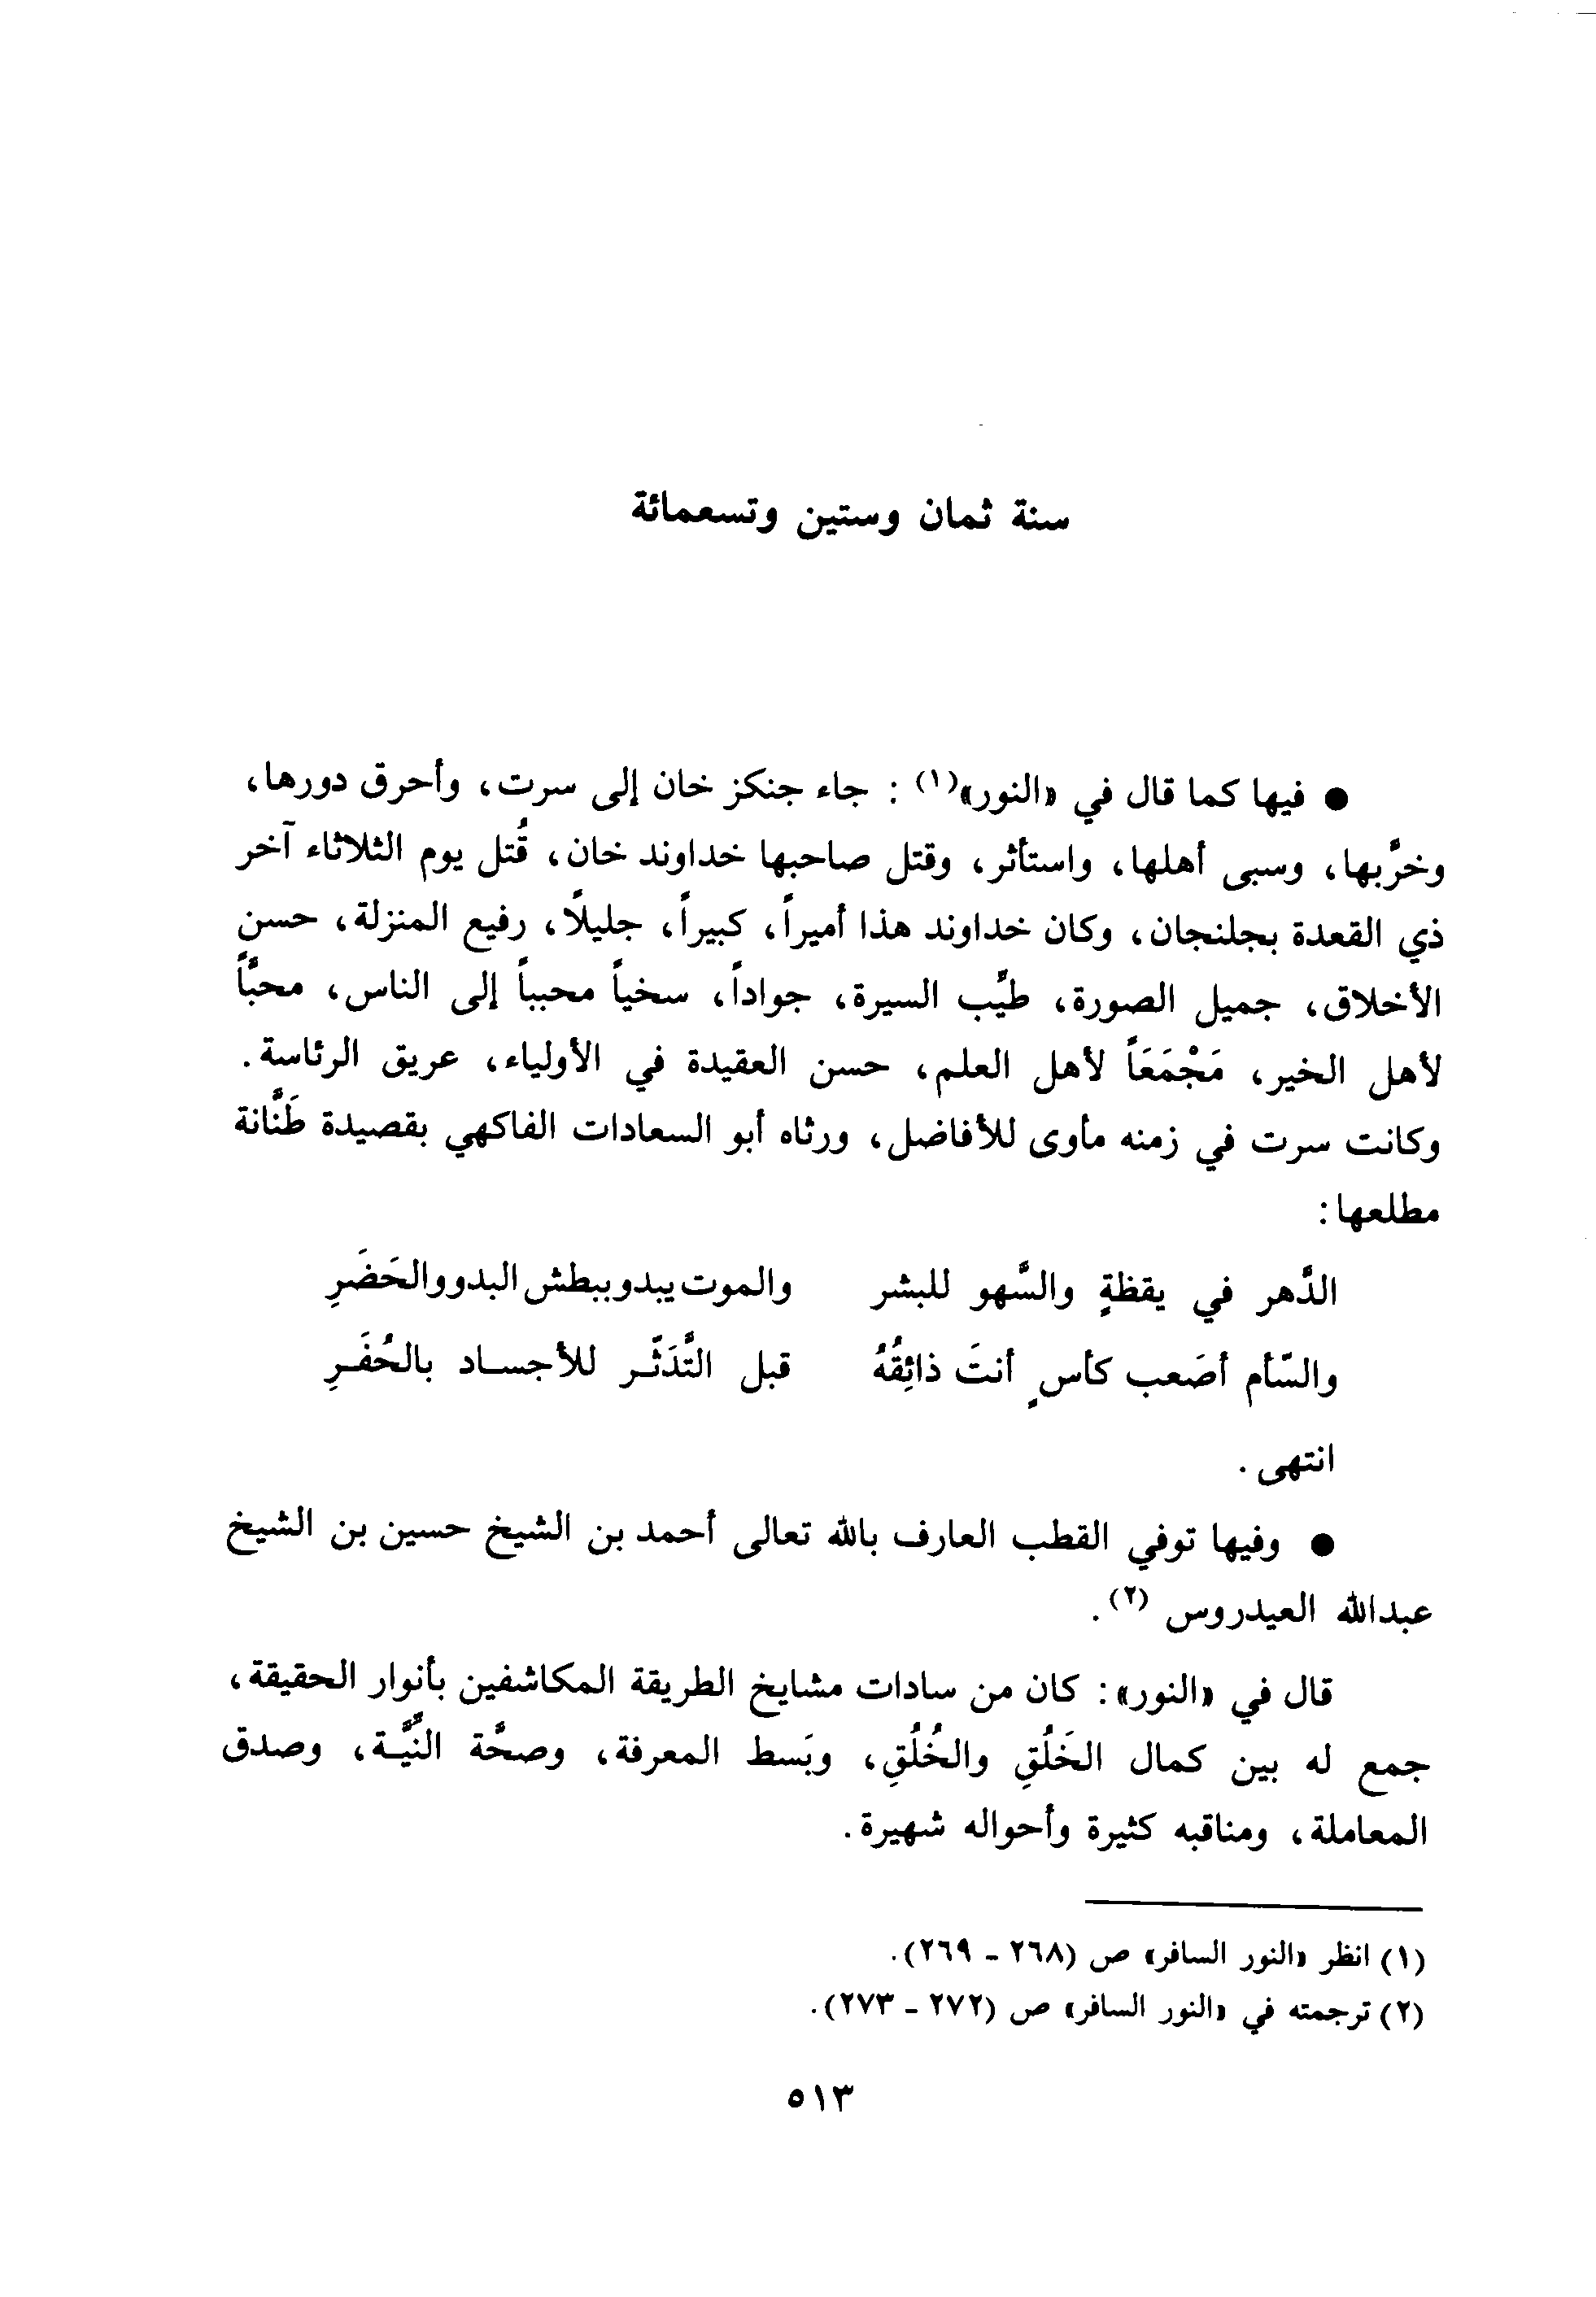 سنة ثمان وستين وتسعمائة
● فيها كما قال في «النور»(١) : جاء جنكز خان إلى سرت، وأحرق دورها،
وخرَّبها، وسبى أهلها، واستأثر، وقتل صاحبها خداوند خان، قُتل يوم الثلاثاء آخر
ذي القعدة بجلنجان، وكان خداوند هذا أميراً، كبيراً، جليلًا، رفيع المنزلة، حسن
الأخلاق، جميل الصورة، طيِّب السيرة، جواداً، سخياً محبباً إلى الناس، محبَّاً
لأهل الخير، مَجْمَعَاً لأهل العلم، حسن العقيدة في الأولياء، عريق الرئاسة.
وكانت سرت في زمنه مأوى للأفاضل، ورثاه أبو السعادات الفاكهي بقصيدة طَنَّانة
مطلعها:
الدَّهر في يقظةٍ والسَّهو للبشر والموت يبدو ببطش البدو والحَضَرِ
والسّأم أصَعب كأسٍ أنتَ ذائِقُهُ قبل التَّدَثّـر للأجسـاد بالحُفَـرِ
انتهى .
● وفيها توفي القطب العارف بالله تعالى أحمد بن الشيخ حسين بن الشيخ
عبدالله العيدروس (٢).
قال في «النور»: كان من سادات مشايخ الطريقة المكاشفين بأنوار الحقيقة،
جمع له بين كمال الخَلُقِ والخُلُقِ، وبَسط المعرفة، وصحَّة النُّيَّـة، وصدق
المعاملة، ومناقبه كثيرة وأحواله شهيرة.
(١) انظر «النور السافر» ص (٢٦٨ - ٢٦٩).
(٢) ترجمته في «النور السافر» ص (٢٧٢ - ٢٧٣).
٥١٣